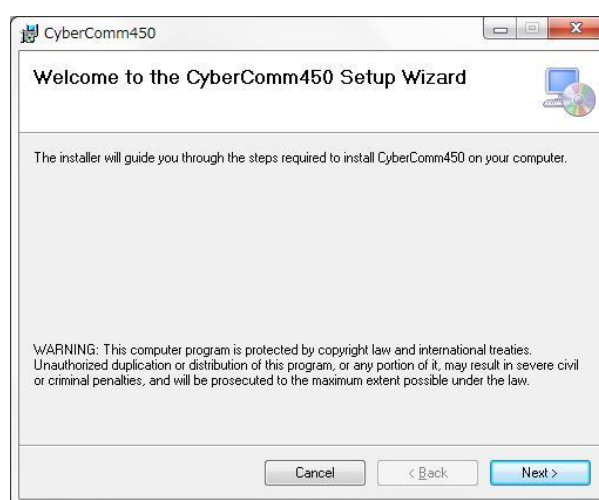 CyberComm450
Welcome to the CyberComm450 Setup Wizard
The installer will guide you through the steps required to install CyberComm450 on your computer.
WARNING: This computer program is protected by copyright law and international treaties.
Unauthorized duplication or distribution of this program, or any portion of it, may result in severe civil
or criminal penalties, and will be prosecuted to the maximum extent possible under the law.
Cancel
< Back
Next >